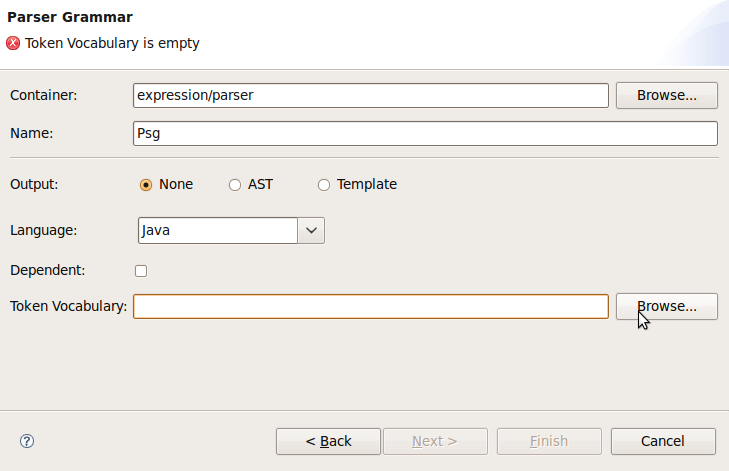 Parser Grammar
Token Vocabulary is empty
Container: expression/parser Browse...
Name: Psg
Output: None AST Template
Language: Java
Dependent:
Token Vocabulary: Browse...
? < Back Next > Finish Cancel